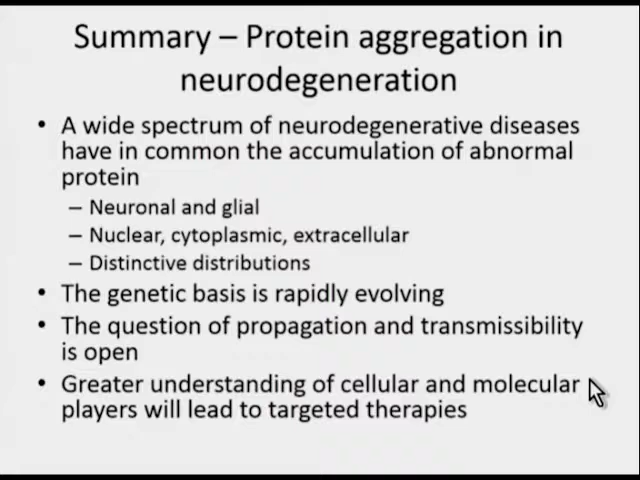 Summary – Protein aggregation in
neurodegeneration
• A wide spectrum of neurodegenerative diseases
have in common the accumulation of abnormal
protein
– Neuronal and glial
– Nuclear, cytoplasmic, extracellular
– Distinctive distributions
• The genetic basis is rapidly evolving
• The question of propagation and transmissibility
is open
• Greater understanding of cellular and molecular
players will lead to targeted therapies